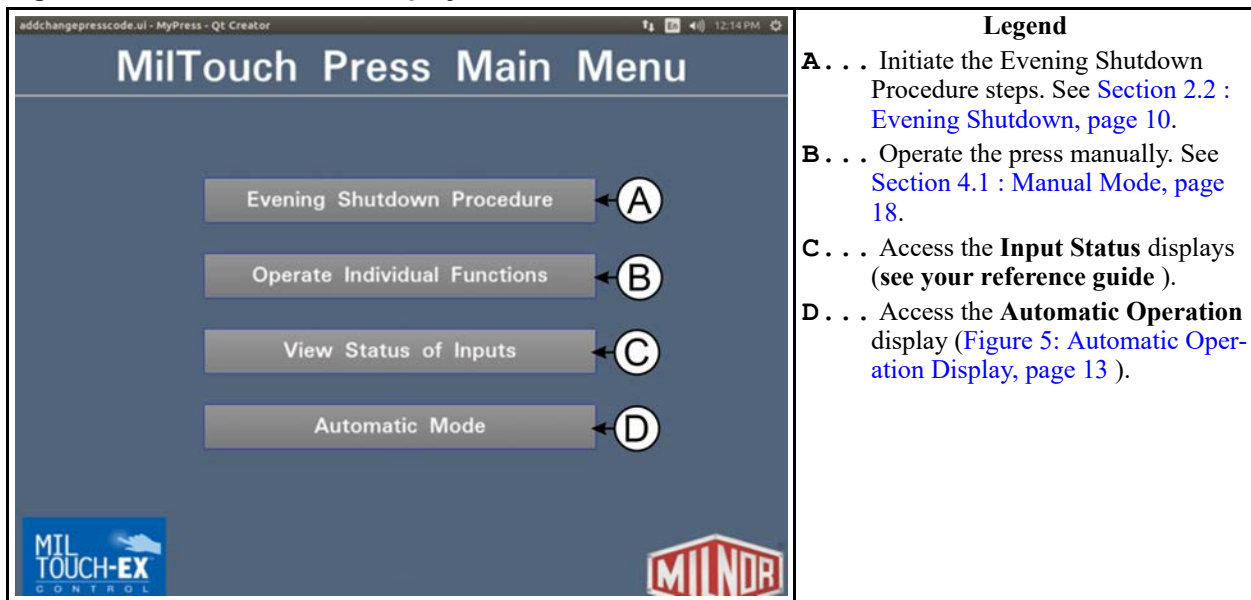 addchangepresscode.ui - MyPress - Qt Creator
En
12:14 PM
MilTouch Press Main Menu
Evening Shutdown Procedure
A
Operate Individual Functions
B
View Status of Inputs
C
Automatic Mode
D
MIL
TOUCH-EX
CONTROL
MILNOR
Legend
A... Initiate the Evening Shutdown
Procedure steps. See Section 2.2 :
Evening Shutdown, page 10.
B... Operate the press manually. See
Section 4.1 : Manual Mode, page
18.
C... Access the Input Status displays
(see your reference guide ).
D... Access the Automatic Operation
display (Figure 5: Automatic Oper-
ation Display, page 13 ).